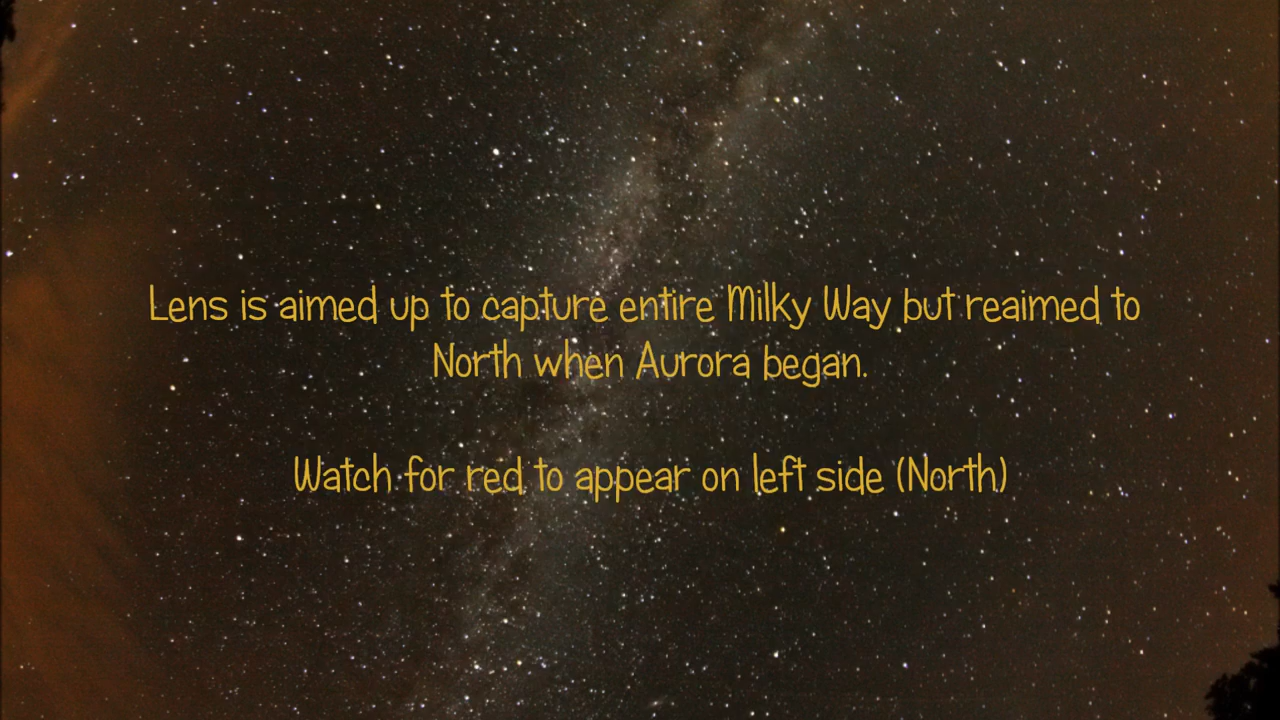 Lens is aimed up to capture entire Milky Way but reaimed to
North when Aurora began.
Watch for red to appear on left side (North)